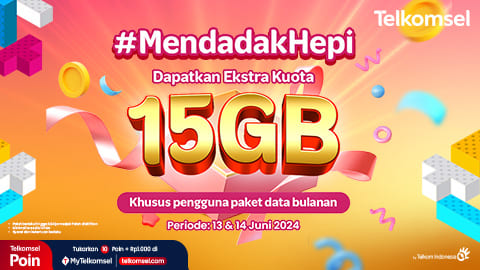 Telkomsel
#MendadakHepi
Dapatkan Ekstra Kuota
15GB
Khusus pengguna paket data bulanan
Periode: 13 & 14 Juni 2024
Telkomsel
Poin
Tukarkan 10 Poin + Rp1.000 di
MyTelkomsel
telkomsel.com
by Telkom Indonesia